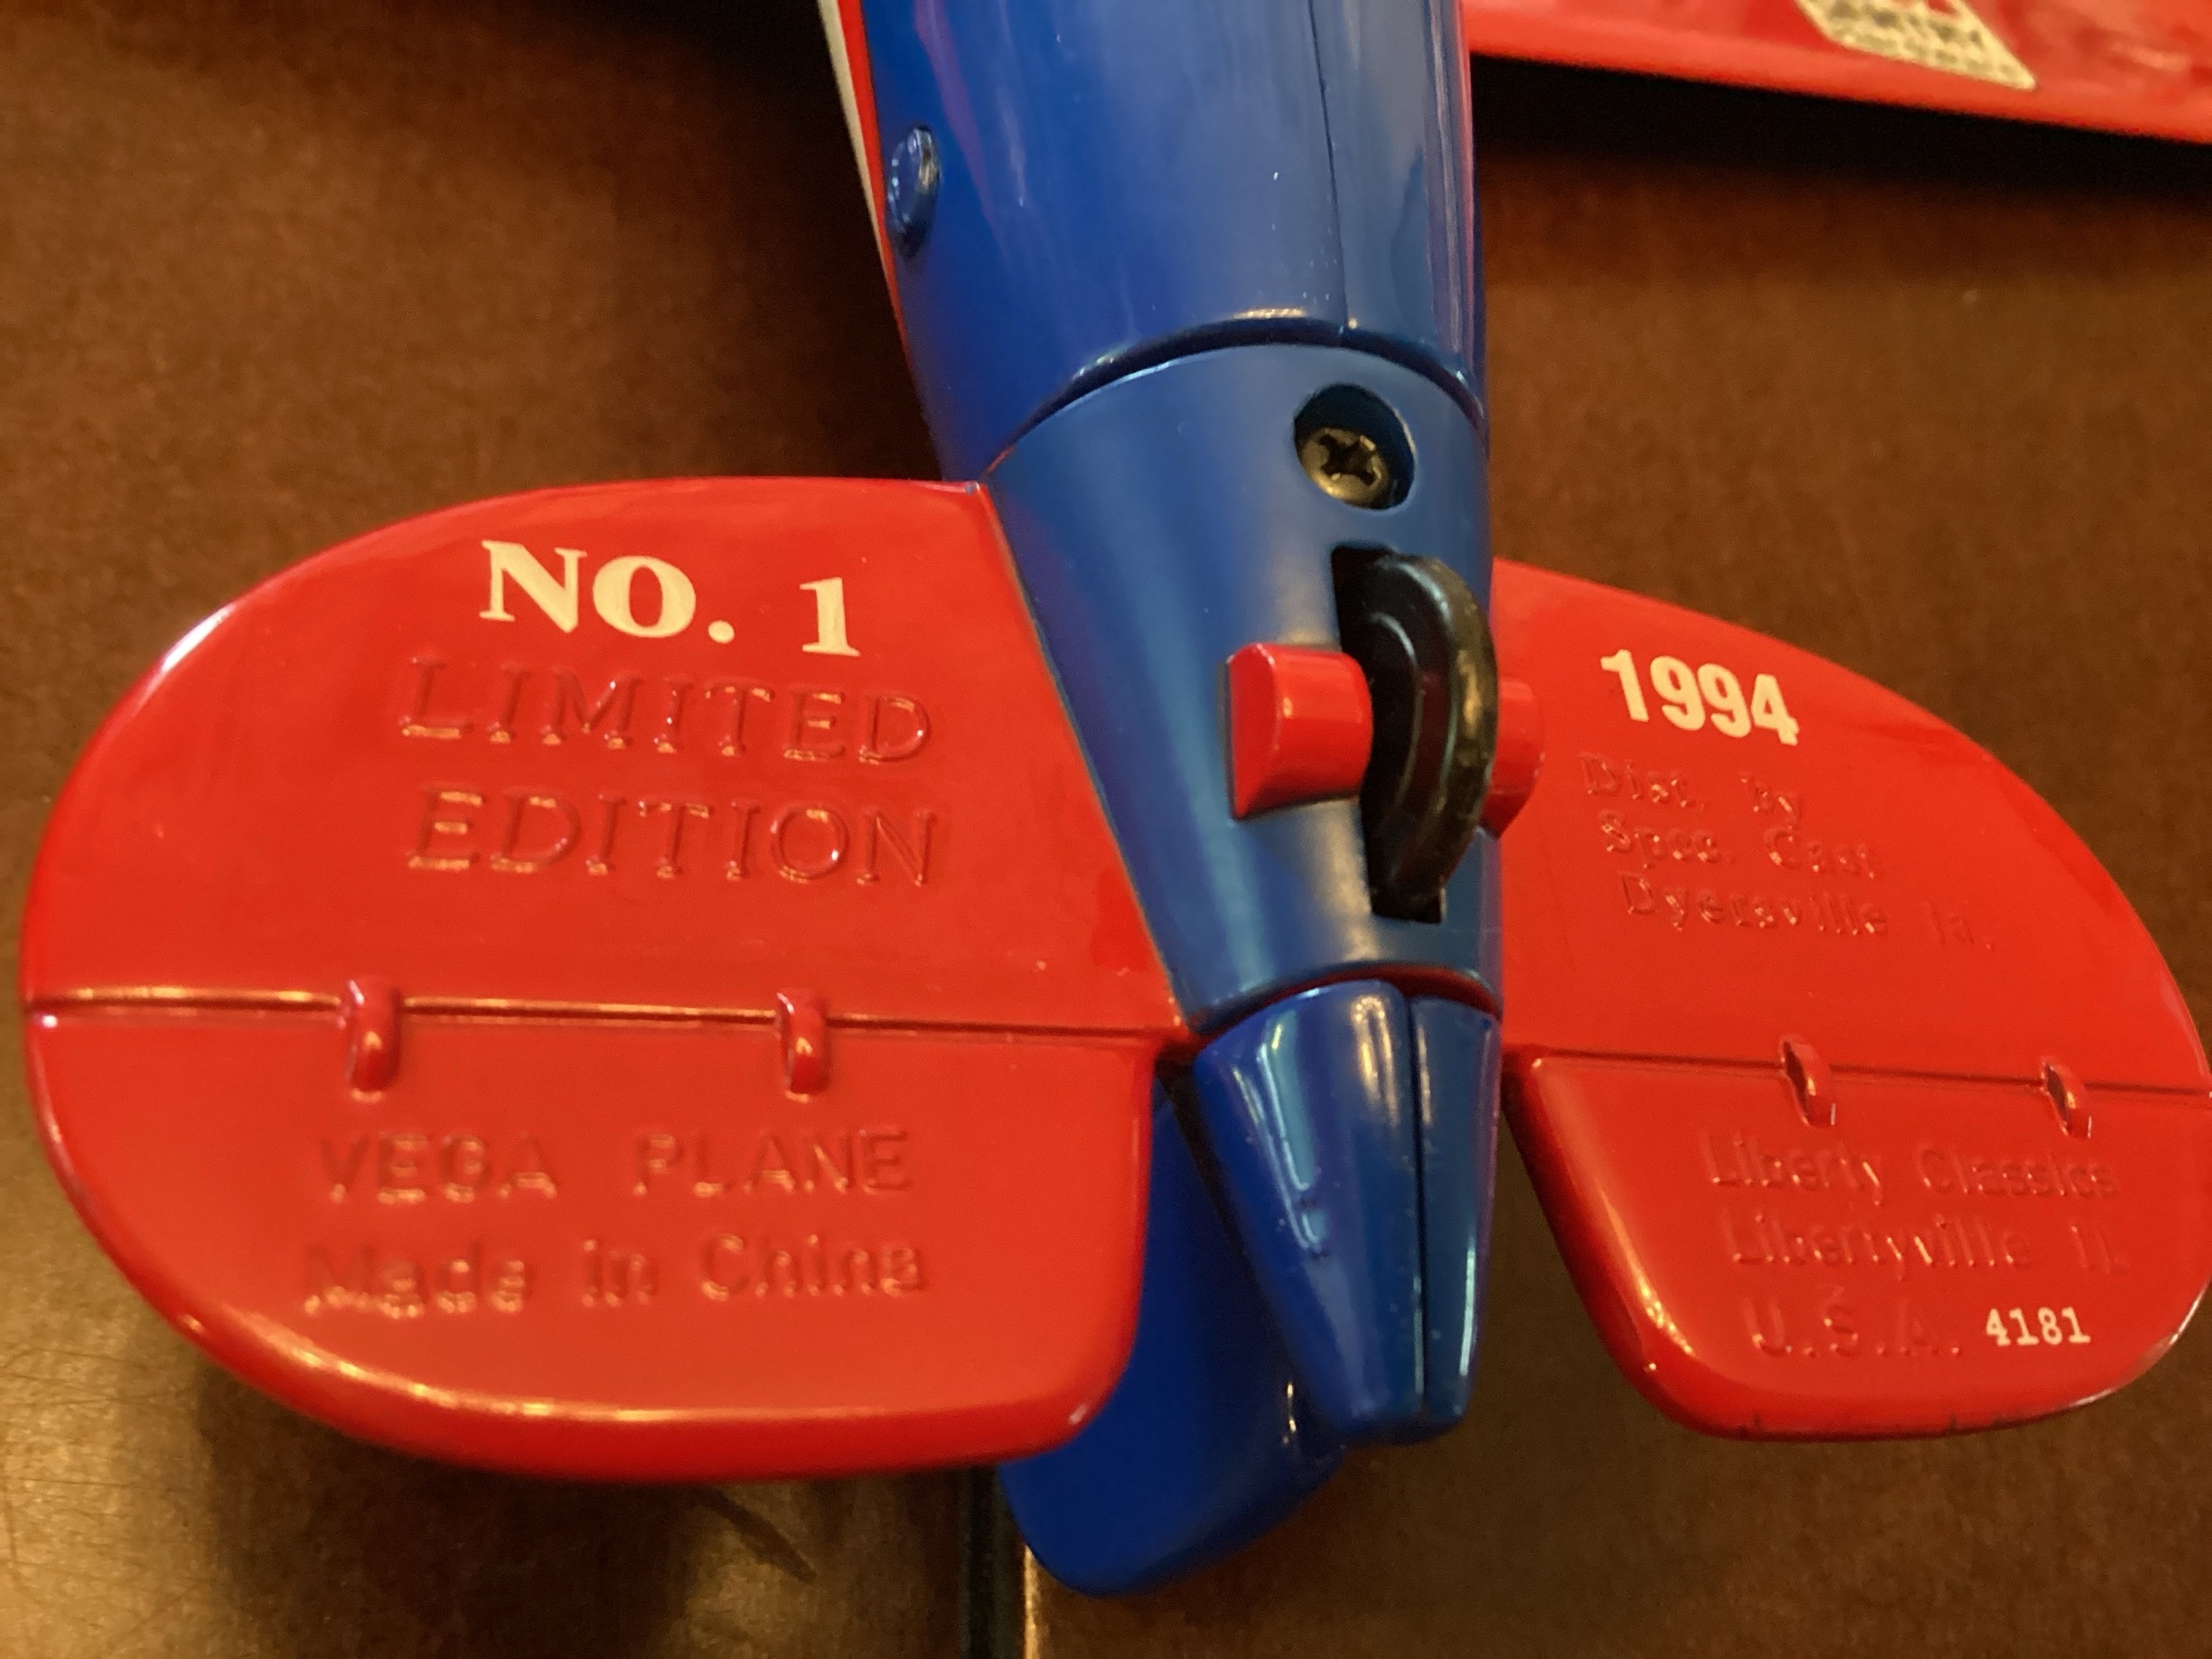 NO. 1
LIMITED
EDITION
VEGA PLANE
Made in China
1994
Dist. by
Spec. Cast
Dyersville Ia.
Liberty Classics
Libertyville IL
U.S.A. 4181